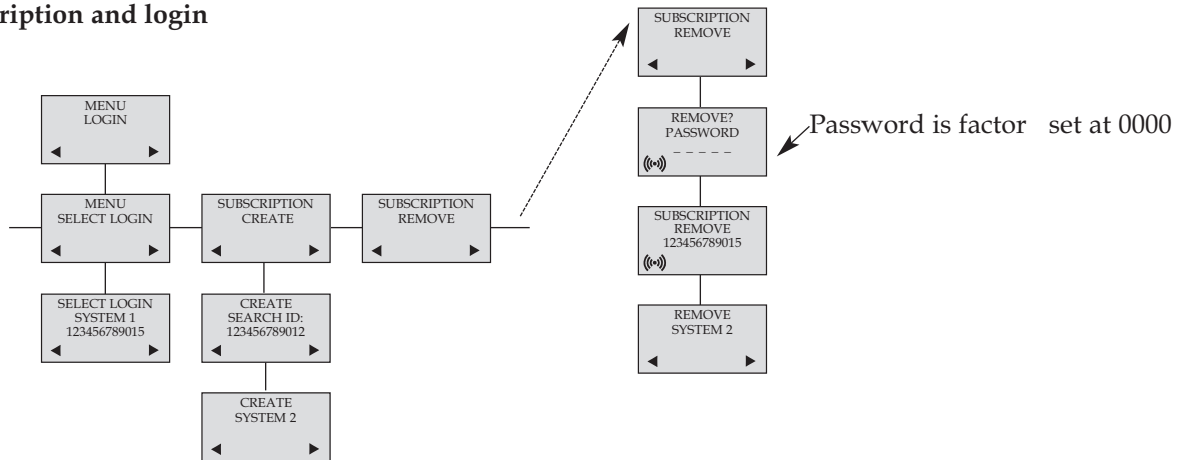 ription and login
MENU
LOGIN
MENU
SELECT LOGIN
SELECT LOGIN
SYSTEM 1
123456789015
SUBSCRIPTION
CREATE
CREATE
SEARCH ID:
123456789012
CREATE
SYSTEM 2
SUBSCRIPTION
REMOVE
SUBSCRIPTION
REMOVE
REMOVE?
PASSWORD
_ _ _ _ _
Password is factor set at 0000
SUBSCRIPTION
REMOVE
123456789015
REMOVE
SYSTEM 2